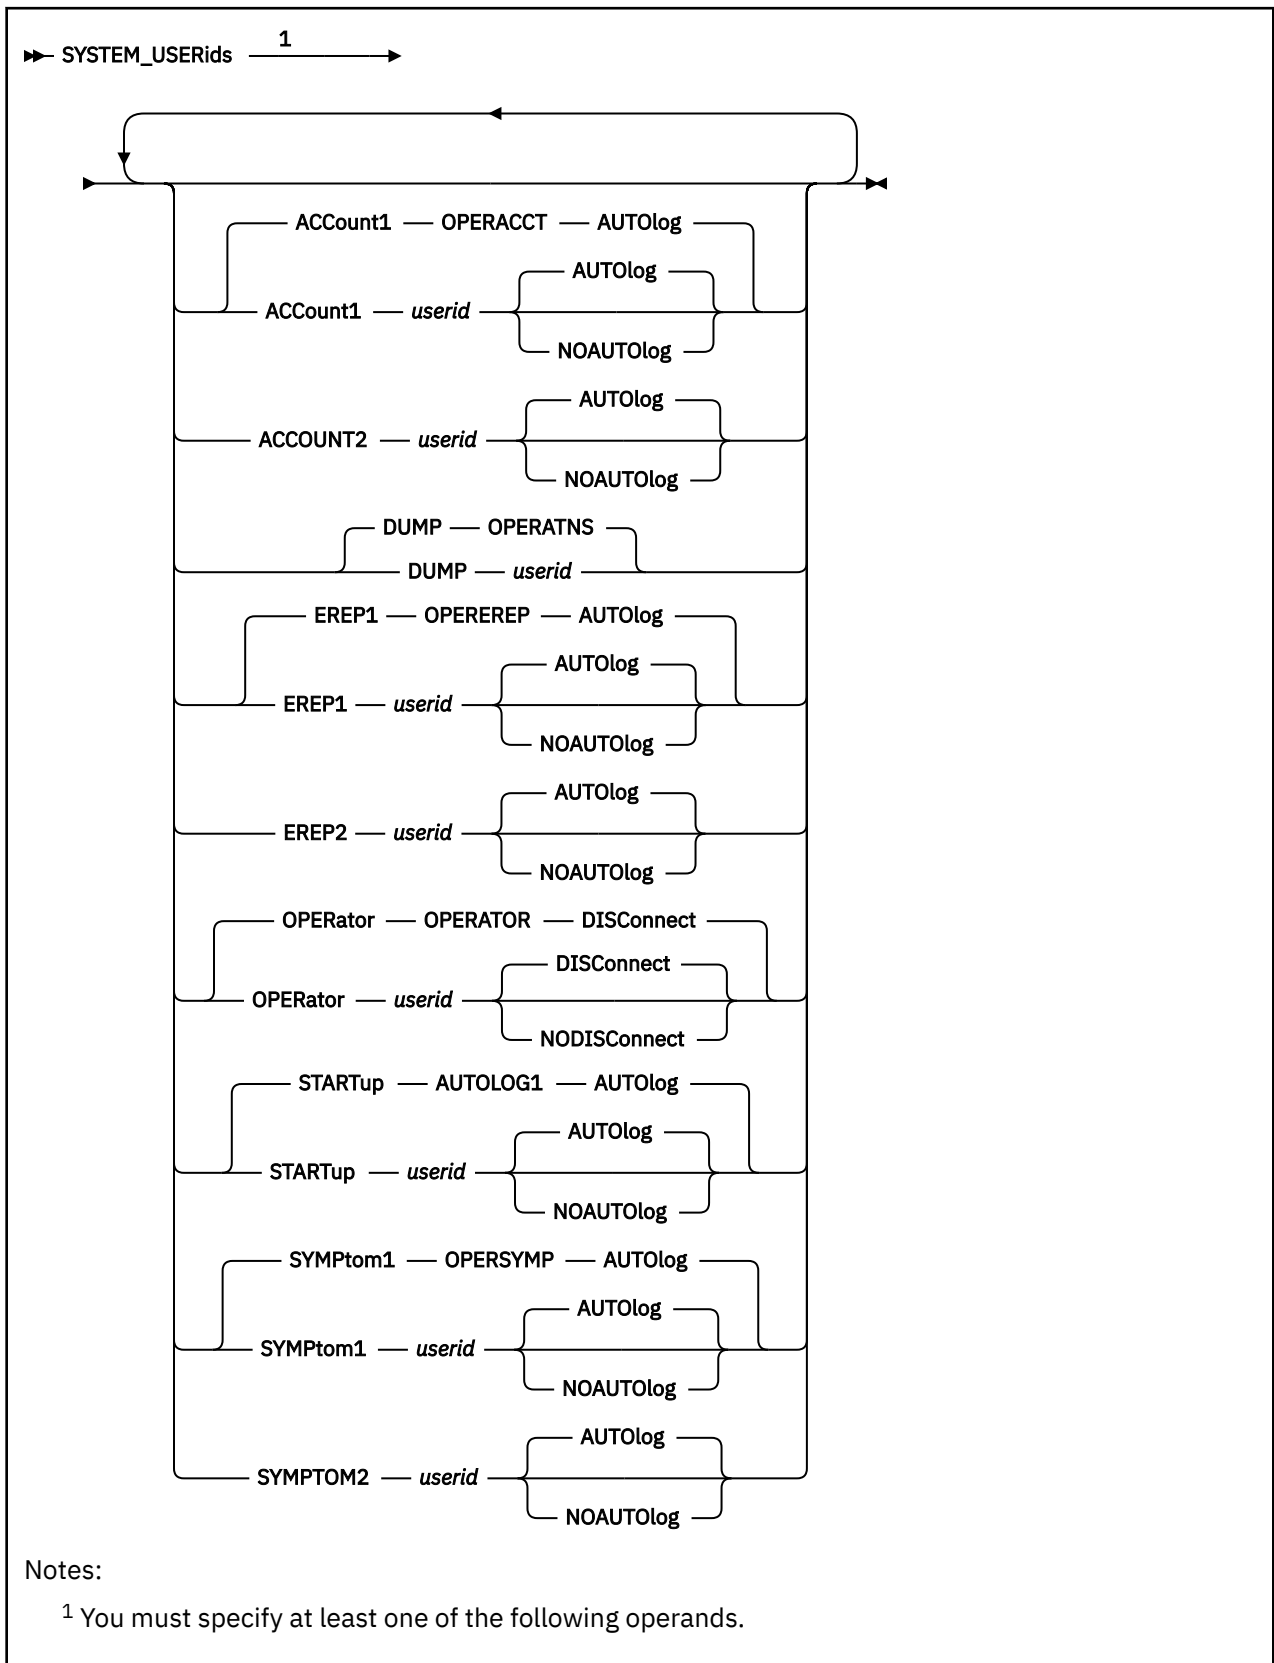 SYSTEM_USERids 1
ACCount1 OPERACCT AUTOlog
AUTOlog
ACCount1 userid
NOAUTOlog
AUTOlog
ACCOUNT2 userid
NOAUTOlog
DUMP OPERATNS
DUMP userid
EREP1 OPEREREP AUTOlog
AUTOlog
EREP1 userid
NOAUTOlog
AUTOlog
EREP2 userid
NOAUTOlog
OPERator OPERATOR DISConnect
DISConnect
OPERator userid
NODISConnect
STARTup AUTOLOG1 AUTOlog
AUTOlog
STARTup userid
NOAUTOlog
SYMPtom1 OPERSYMP AUTOlog
AUTOlog
SYMPtom1 userid
NOAUTOlog
AUTOlog
SYMPTOM2 userid
NOAUTOlog
Notes:
1 You must specify at least one of the following operands.